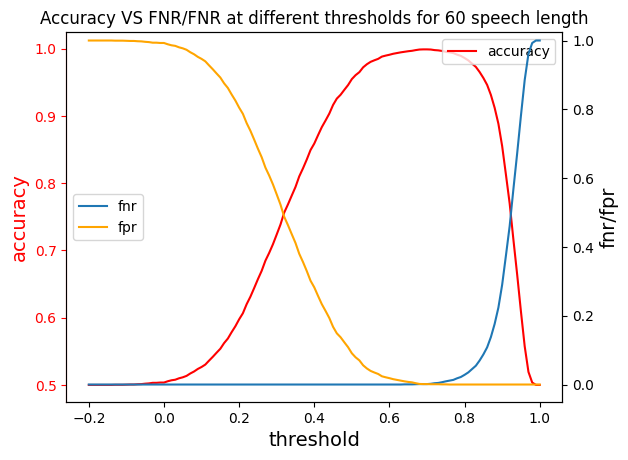 Accuracy VS FNR/FNR at different thresholds for 60 speech length
accuracy
1.0
0.9
0.8
0.7
0.6
0.5
accuracy
fnr
fpr
1.0
0.8
0.6
0.4
0.2
0.0
fnr/fpr
−0.2
0.0
0.2
0.4
0.6
0.8
1.0
threshold